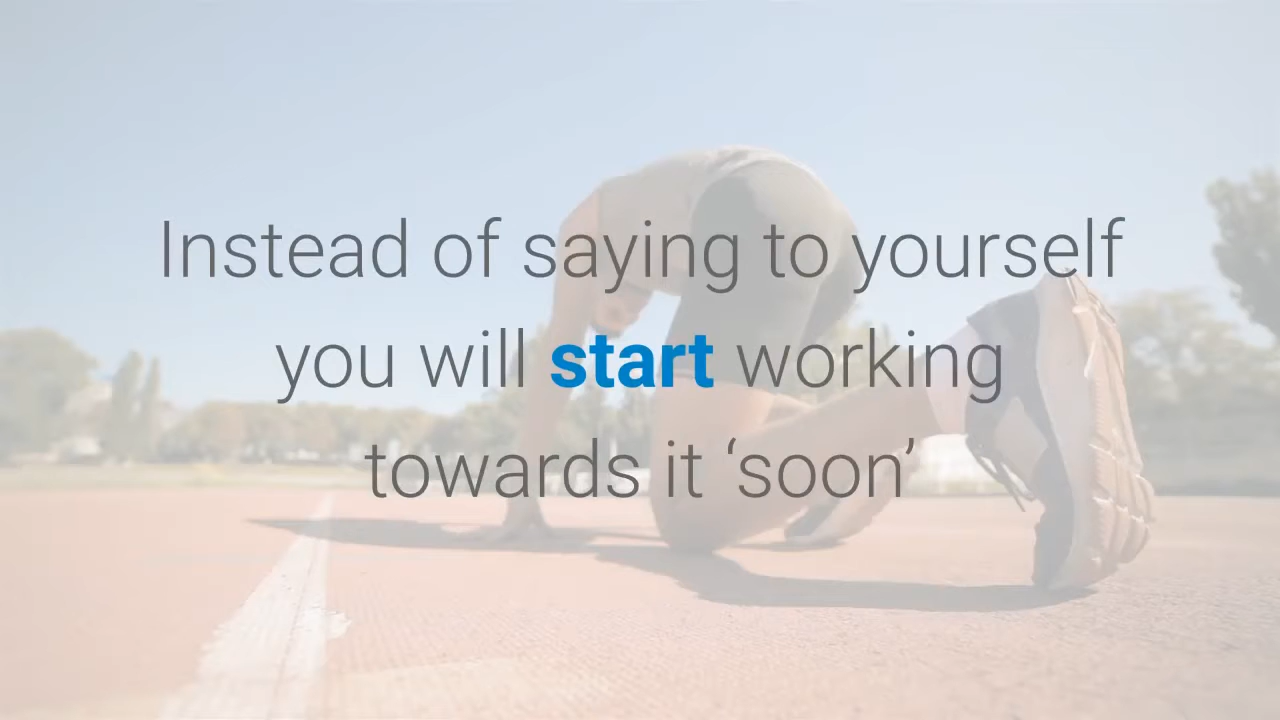 Instead of saying to yourself
you will start working
towards it ‘soon’